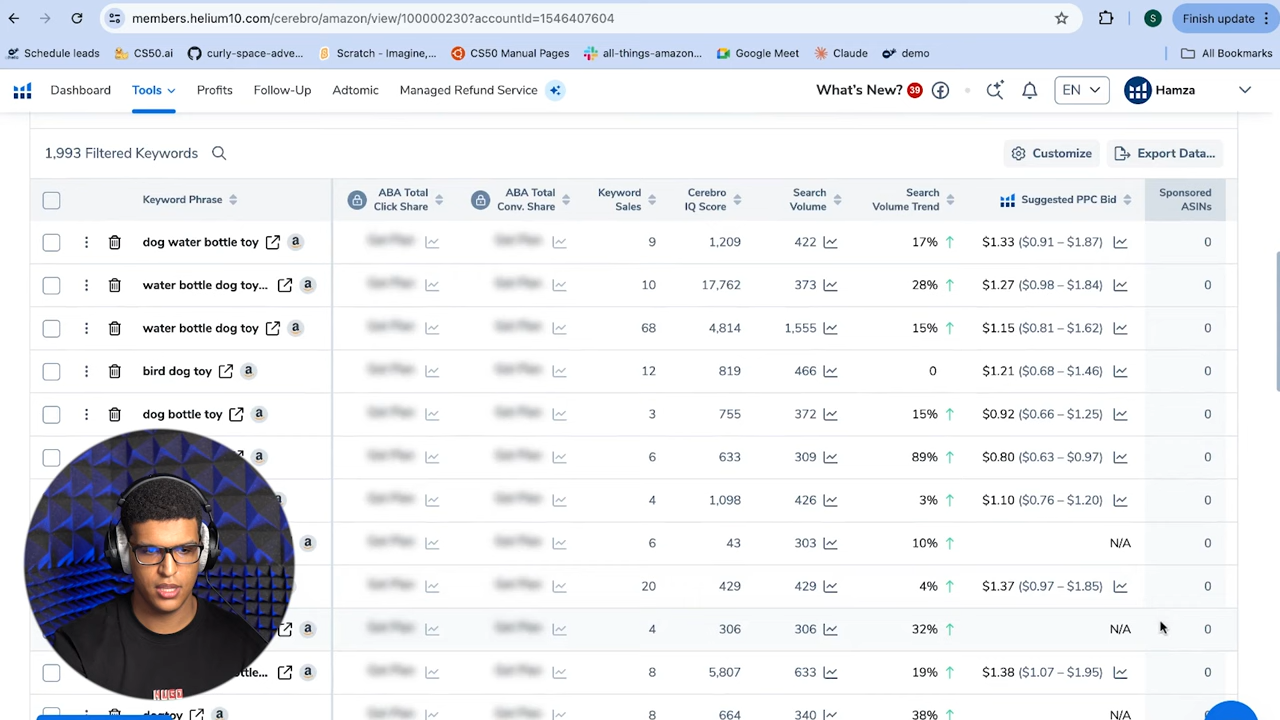 members.helium10.com/cerebro/amazon/view/100000230?accountId=1546407604
S
Finish update
Schedule leads
CS50.ai
curly-space-adve...
Scratch - Imagine,...
CS50 Manual Pages
all-things-amazon...
Google Meet
Claude
demo
All Bookmarks
Dashboard
Tools
Profits
Follow-Up
Adtomic
Managed Refund Service
What's New? 39
EN
Hamza
1,993 Filtered Keywords
Customize
Export Data...
Keyword Phrase
ABA Total
Click Share
ABA Total
Conv. Share
Keyword
Sales
Cerebro
IQ Score
Search
Volume
Search
Volume Trend
Suggested PPC Bid
Sponsored
ASINs
dog water bottle toy a 9 1,209 422 17% $1.33 ($0.91 – $1.87) 0
water bottle dog toy... a 10 17,762 373 28% $1.27 ($0.98 – $1.84) 0
water bottle dog toy a 68 4,814 1,555 15% $1.15 ($0.81 – $1.62) 0
bird dog toy a 12 819 466 0 $1.21 ($0.68 – $1.46) 0
dog bottle toy a 3 755 372 15% $0.92 ($0.66 – $1.25) 0
a 6 633 309 89% $0.80 ($0.63 – $0.97) 0
4 1,098 426 3% $1.10 ($0.76 – $1.20) 0
a 6 43 303 10% N/A 0
a 20 429 429 4% $1.37 ($0.97 – $1.85) 0
a 4 306 306 32% N/A 0
a 8 5,807 633 19% $1.38 ($1.07 – $1.95) 0
dogtoy a 8 664 340 38% N/A